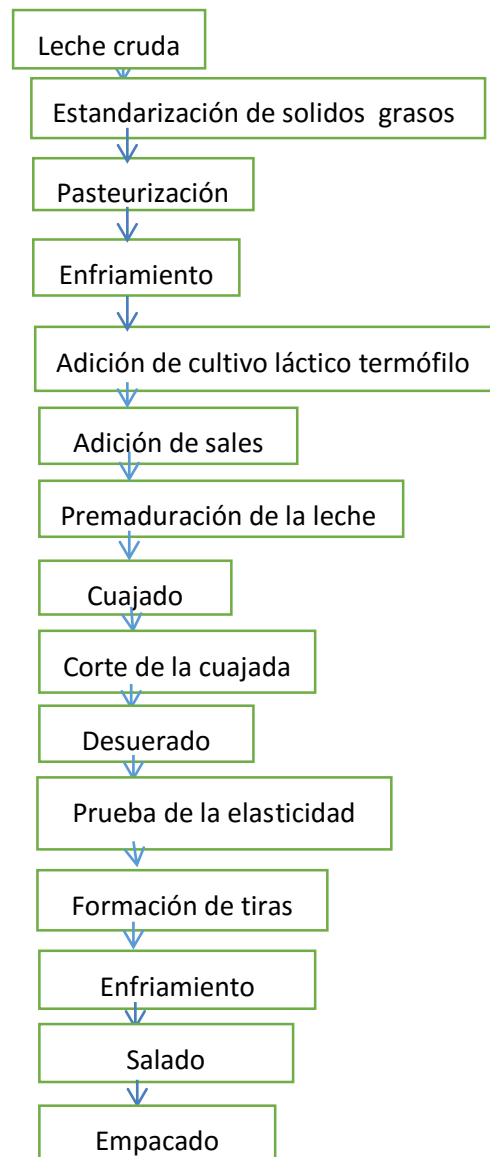 Leche cruda
Estandarización de solidos grasos
Pasteurización
Enfriamiento
Adición de cultivo láctico termófilo
Adición de sales
Premaduración de la leche
Cuajado
Corte de la cuajada
Desuerado
Prueba de la elasticidad
Formación de tiras
Enfriamiento
Salado
Empacado